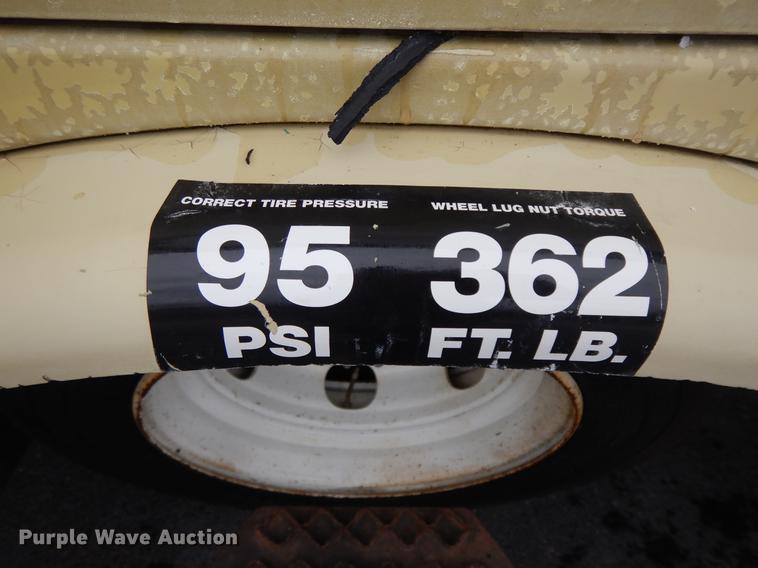 CORRECT TIRE PRESSURE
95
PSI
WHEEL LUG NUT TORQUE
362
FT. LB.
Purple Wave Auction